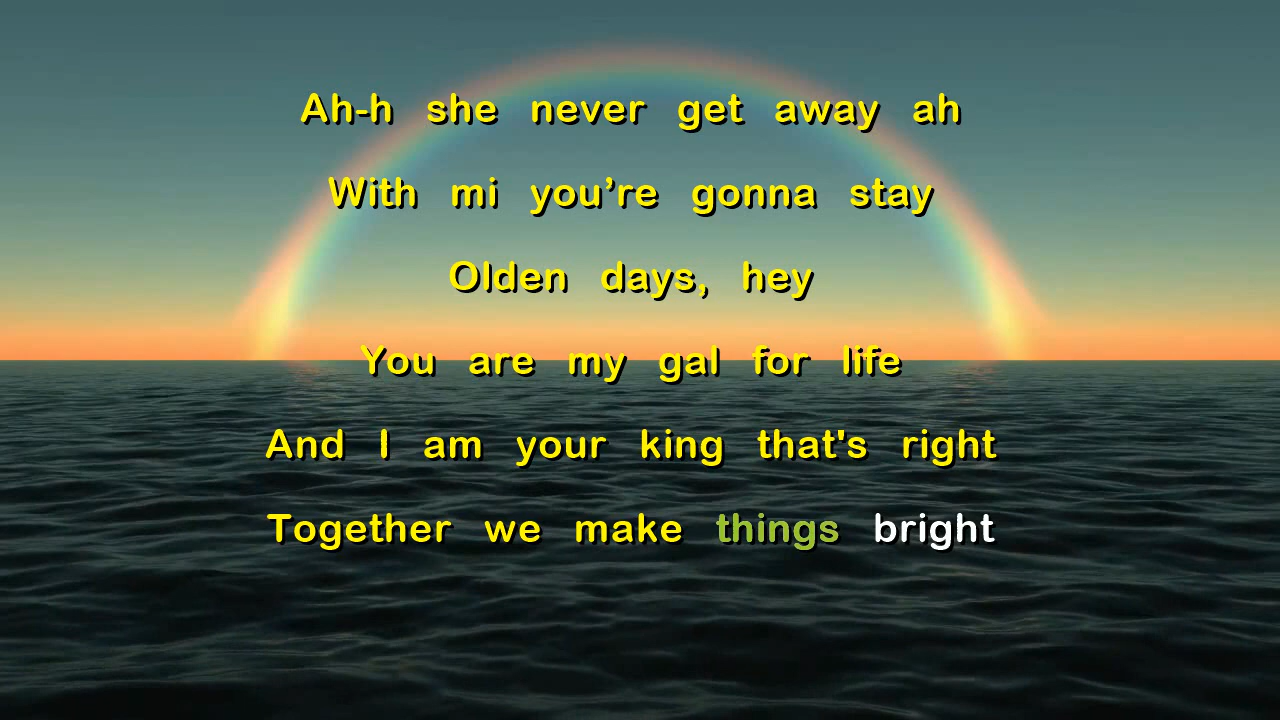 Ah-h she never get away ah
With mi you’re gonna stay
Olden days, hey
You are my gal for life
And I am your king that's right
Together we make things bright